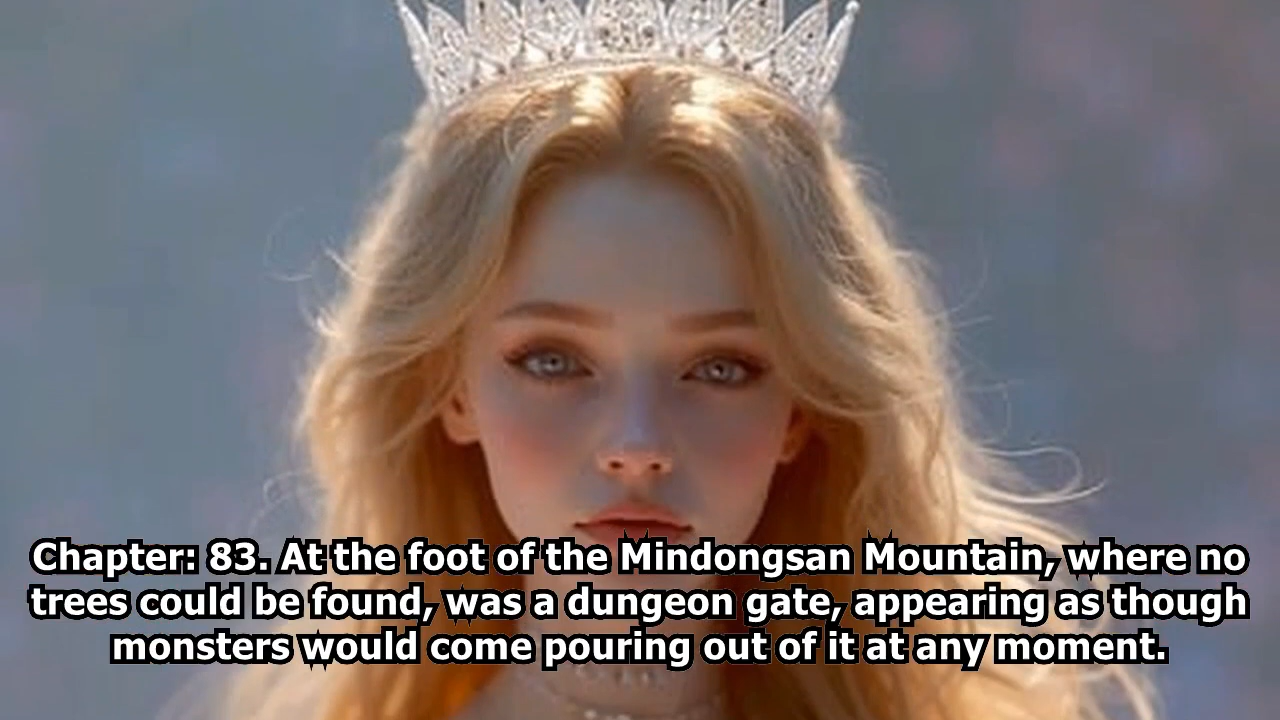 Chapter: 83. At the foot of the Mindongsan Mountain, where no
trees could be found, was a dungeon gate, appearing as though
monsters would come pouring out of it at any moment.